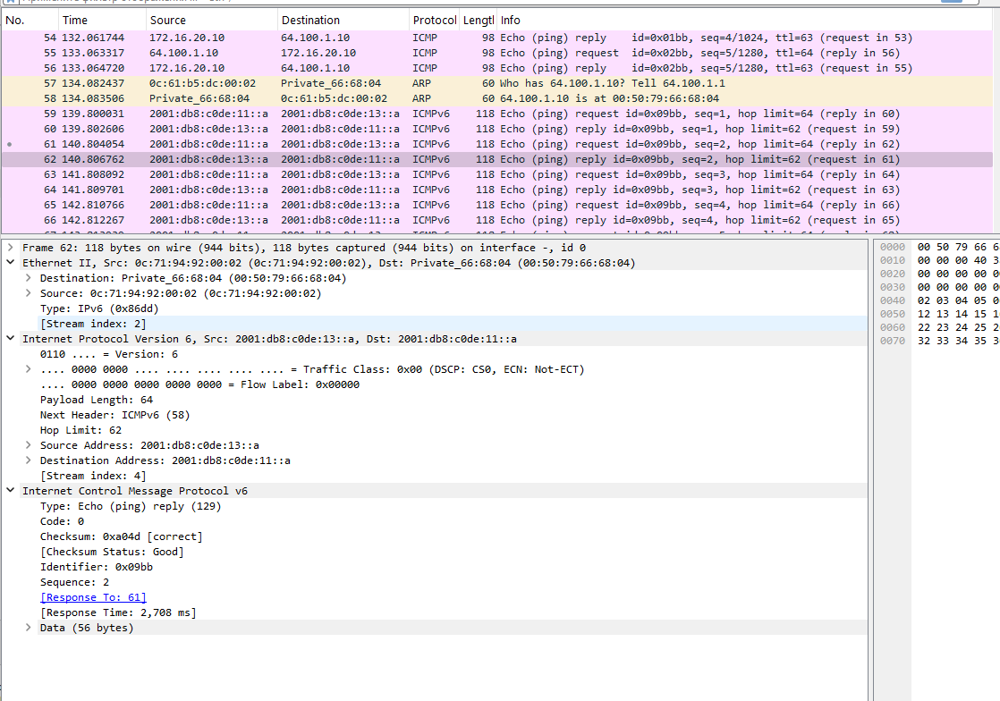 No. Time Source Destination Protocol Lengtl Info
54 132.061744 172.16.20.10 64.100.1.10 ICMP 98 Echo (ping) reply id=0x01bb, seq=4/1024, ttl=63 (request in 53)
55 133.063317 64.100.1.10 172.16.20.10 ICMP 98 Echo (ping) request id=0x02bb, seq=5/1280, ttl=64 (reply in 56)
56 133.064720 172.16.20.10 64.100.1.10 ICMP 98 Echo (ping) reply id=0x02bb, seq=5/1280, ttl=63 (request in 55)
57 134.082437 0c:61:b5:dc:00:02 Private_66:68:04 ARP 60 Who has 64.100.1.10? Tell 64.100.1.1
58 134.083506 Private_66:68:04 0c:61:b5:dc:00:02 ARP 60 64.100.1.10 is at 00:50:79:66:68:04
59 139.800031 2001:db8:c0de:11::a 2001:db8:c0de:13::a ICMPv6 118 Echo (ping) request id=0x09bb, seq=1, hop limit=64 (reply in 60)
60 139.802606 2001:db8:c0de:13::a 2001:db8:c0de:11::a ICMPv6 118 Echo (ping) reply id=0x09bb, seq=1, hop limit=62 (request in 59)
61 140.804054 2001:db8:c0de:11::a 2001:db8:c0de:13::a ICMPv6 118 Echo (ping) request id=0x09bb, seq=2, hop limit=64 (reply in 62)
62 140.806762 2001:db8:c0de:13::a 2001:db8:c0de:11::a ICMPv6 118 Echo (ping) reply id=0x09bb, seq=2, hop limit=62 (request in 61)
63 141.808092 2001:db8:c0de:11::a 2001:db8:c0de:13::a ICMPv6 118 Echo (ping) request id=0x09bb, seq=3, hop limit=64 (reply in 64)
64 141.809701 2001:db8:c0de:13::a 2001:db8:c0de:11::a ICMPv6 118 Echo (ping) reply id=0x09bb, seq=3, hop limit=62 (request in 63)
65 142.810766 2001:db8:c0de:11::a 2001:db8:c0de:13::a ICMPv6 118 Echo (ping) request id=0x09bb, seq=4, hop limit=64 (reply in 66)
66 142.812267 2001:db8:c0de:13::a 2001:db8:c0de:11::a ICMPv6 118 Echo (ping) reply id=0x09bb, seq=4, hop limit=62 (request in 65)
Frame 62: 118 bytes on wire (944 bits), 118 bytes captured (944 bits) on interface -, id 0
Ethernet II, Src: 0c:71:94:92:00:02 (0c:71:94:92:00:02), Dst: Private_66:68:04 (00:50:79:66:68:04)
Destination: Private_66:68:04 (00:50:79:66:68:04)
Source: 0c:71:94:92:00:02 (0c:71:94:92:00:02)
Type: IPv6 (0x86dd)
[Stream index: 2]
Internet Protocol Version 6, Src: 2001:db8:c0de:13::a, Dst: 2001:db8:c0de:11::a
0110 .... = Version: 6
.... 0000 0000 .... .... .... .... .... = Traffic Class: 0x00 (DSCP: CS0, ECN: Not-ECT)
.... 0000 0000 0000 0000 0000 = Flow Label: 0x00000
Payload Length: 64
Next Header: ICMPv6 (58)
Hop Limit: 62
Source Address: 2001:db8:c0de:13::a
Destination Address: 2001:db8:c0de:11::a
[Stream index: 4]
Internet Control Message Protocol v6
Type: Echo (ping) reply (129)
Code: 0
Checksum: 0xa04d [correct]
[Checksum Status: Good]
Identifier: 0x09bb
Sequence: 2
[Response To: 61]
[Response Time: 2,708 ms]
Data (56 bytes)
0000 00 50 79 66 6
0010 00 00 00 40 3
0020 00 00 00 00 0
0030 00 00 00 00 0
0040 02 03 04 05 0
0050 12 13 14 15 1
0060 22 23 24 25 2
0070 32 33 34 35 3